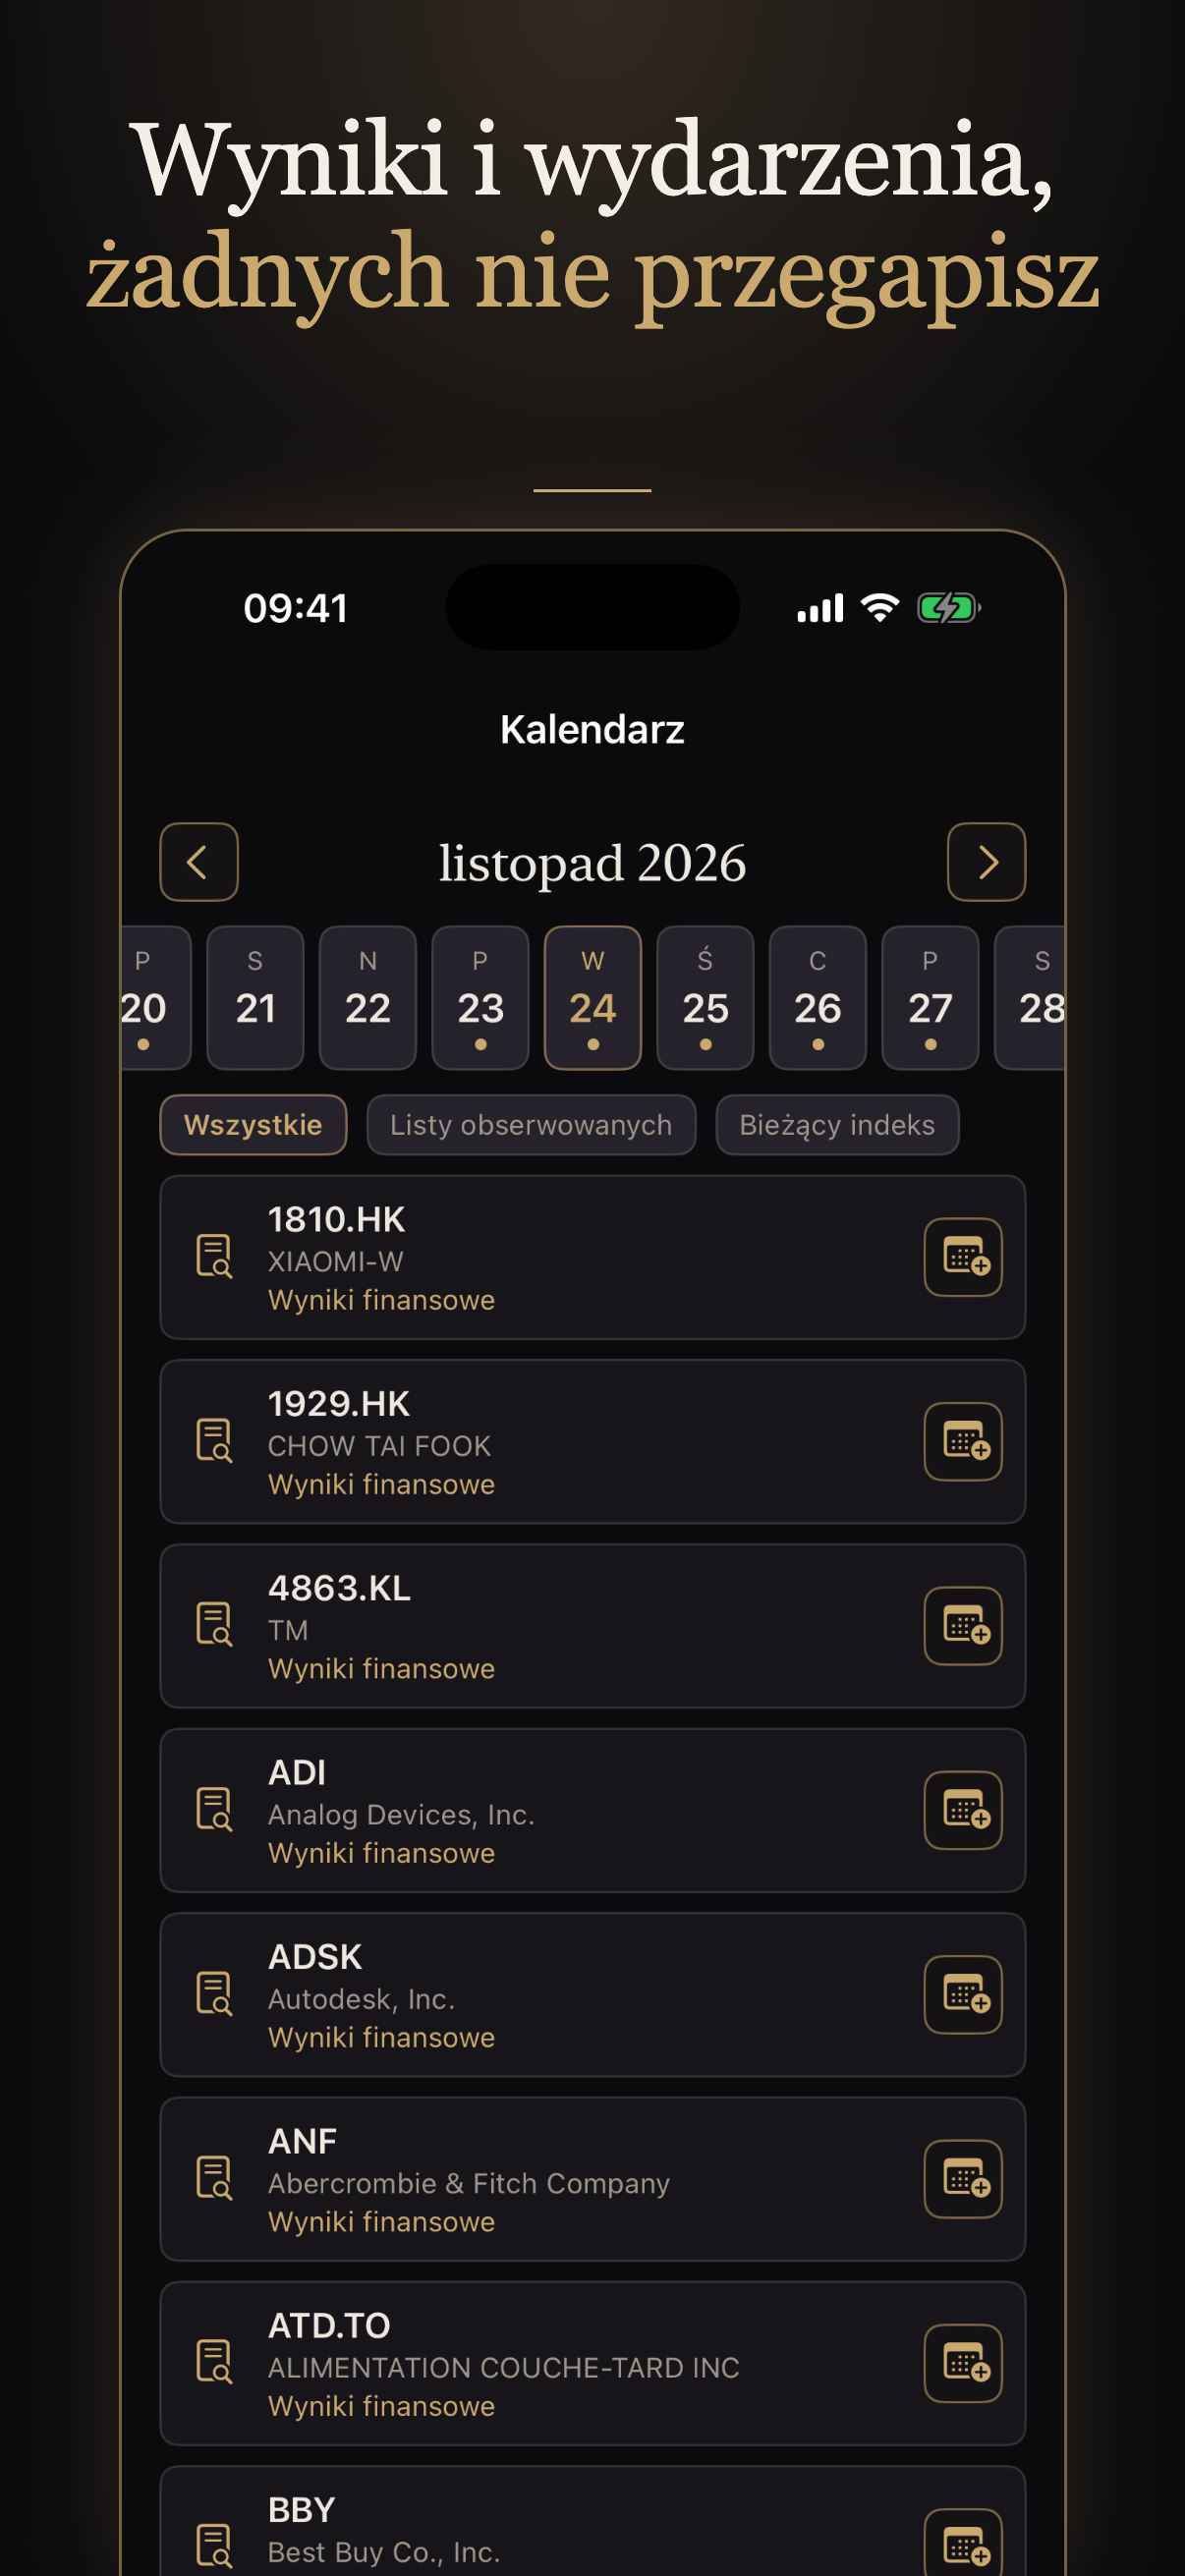 Wyniki i wydarzenia,
żadnych nie przegapisz
09:41
Kalendarz
listopad 2026
P S N P W Ś C P S
20 21 22 23 24 25 26 27 28
Wszystkie Listy obserwowanych Bieżący indeks
1810.HK
XIAOMI-W
Wyniki finansowe
1929.HK
CHOW TAI FOOK
Wyniki finansowe
4863.KL
TM
Wyniki finansowe
ADI
Analog Devices, Inc.
Wyniki finansowe
ADSK
Autodesk, Inc.
Wyniki finansowe
ANF
Abercrombie & Fitch Company
Wyniki finansowe
ATD.TO
ALIMENTATION COUCHE-TARD INC
Wyniki finansowe
BBY
Best Buy Co., Inc.